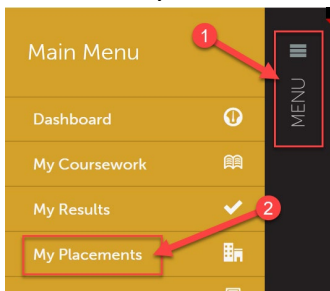 Main Menu
1
MENU
Dashboard
My Coursework
My Results
2
My Placements